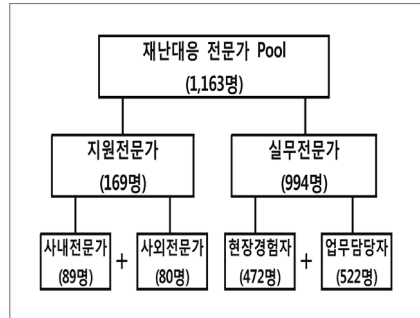 재난대응 전문가 Pool
(1,163명)
지원전문가
(169명)
실무전문가
(994명)
사내전문가
(89명)
+
사외전문가
(80명)
현장경험자
(472명)
+
업무담당자
(522명)